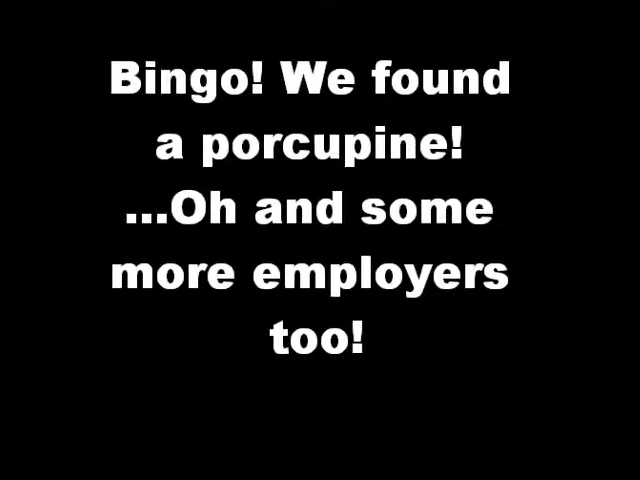 Bingo! We found
a porcupine!
...Oh and some
more employers
too!